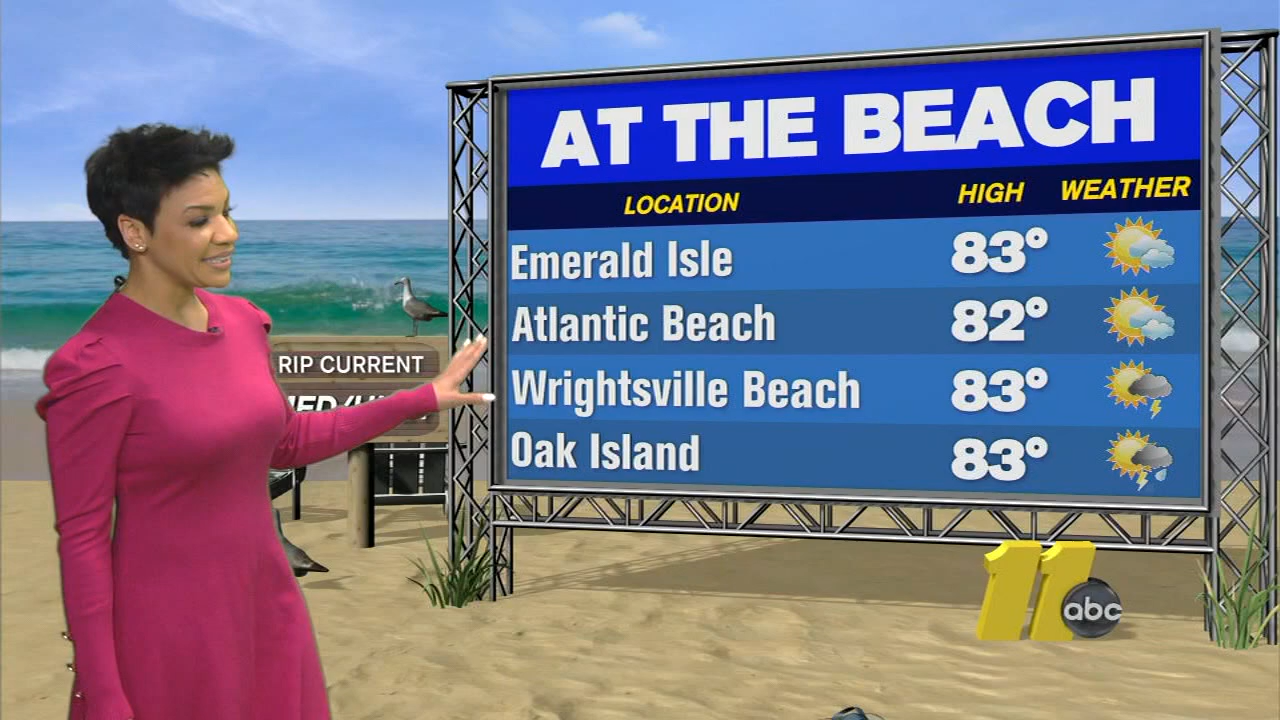 AT THE BEACH
LOCATION HIGH WEATHER
Emerald Isle 83°
Atlantic Beach 82°
Wrightsville Beach 83°
Oak Island 83°
RIP CURRENT
11
abc